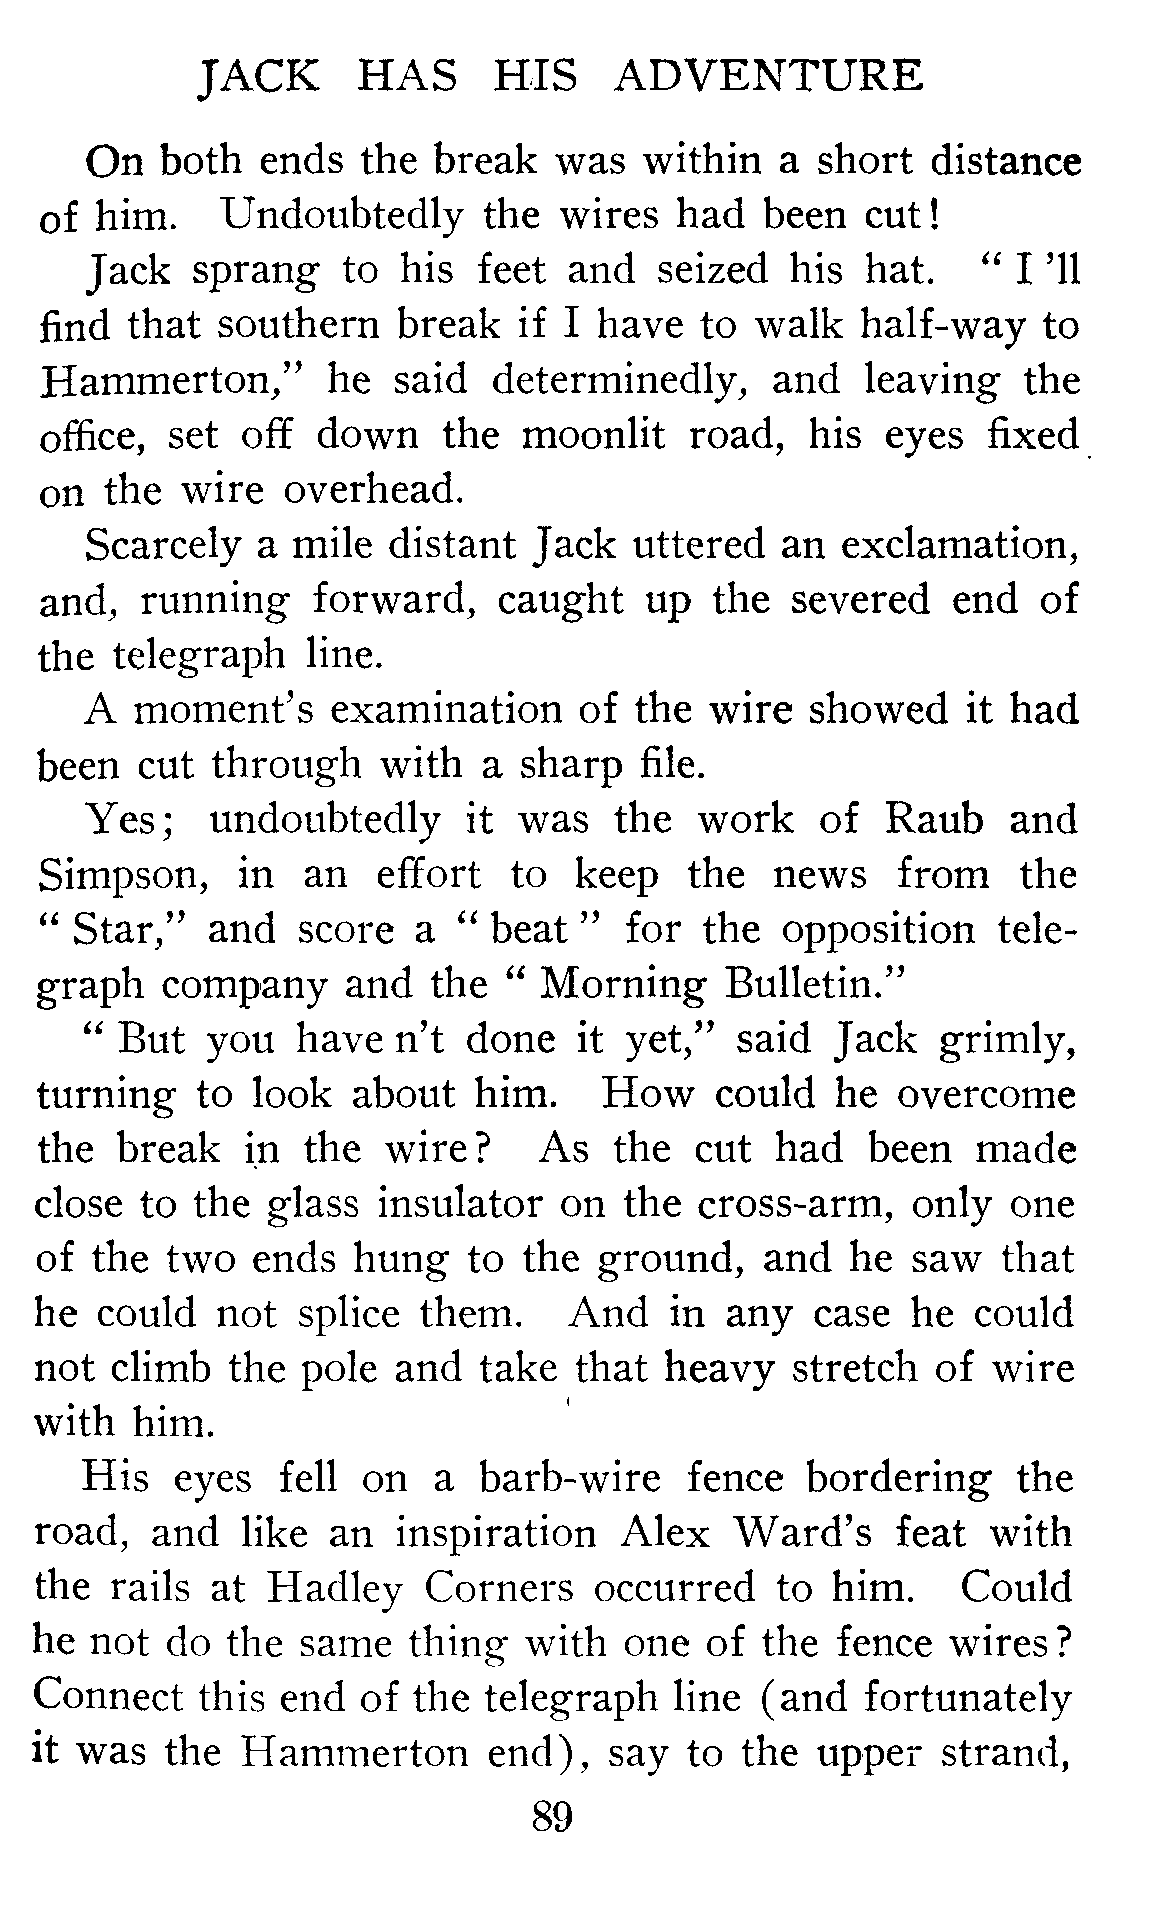 JACK HAS HIS ADVENTURE
On both ends the break was within a short distance
of him. Undoubtedly the wires had been cut!
Jack sprang to his feet and seized his hat. " I 'll
find that southern break if I have to walk half-way to
Hammerton," he said determinedly, and leaving the
office, set off down the moonlit road, his eyes fixed
on the wire overhead.
Scarcely a mile distant Jack uttered an exclamation,
and, running forward, caught up the severed end of
the telegraph line.
A moment's examination of the wire showed it had
been cut through with a sharp file.
Yes; undoubtedly it was the work of Raub and
Simpson, in an effort to keep the news from the
" Star," and score a " beat " for the opposition tele-
graph company and the " Morning Bulletin."
" But you have n't done it yet," said Jack grimly,
turning to look about him. How could he overcome
the break in the wire? As the cut had been made
close to the glass insulator on the cross-arm, only one
of the two ends hung to the ground, and he saw that
he could not splice them. And in any case he could
not climb the pole and take that heavy stretch of wire
with him.
His eyes fell on a barb-wire fence bordering the
road, and like an inspiration Alex Ward's feat with
the rails at Hadley Corners occurred to him. Could
he not do the same thing with one of the fence wires?
Connect this end of the telegraph line (and fortunately
it was the Hammerton end), say to the upper strand,
89